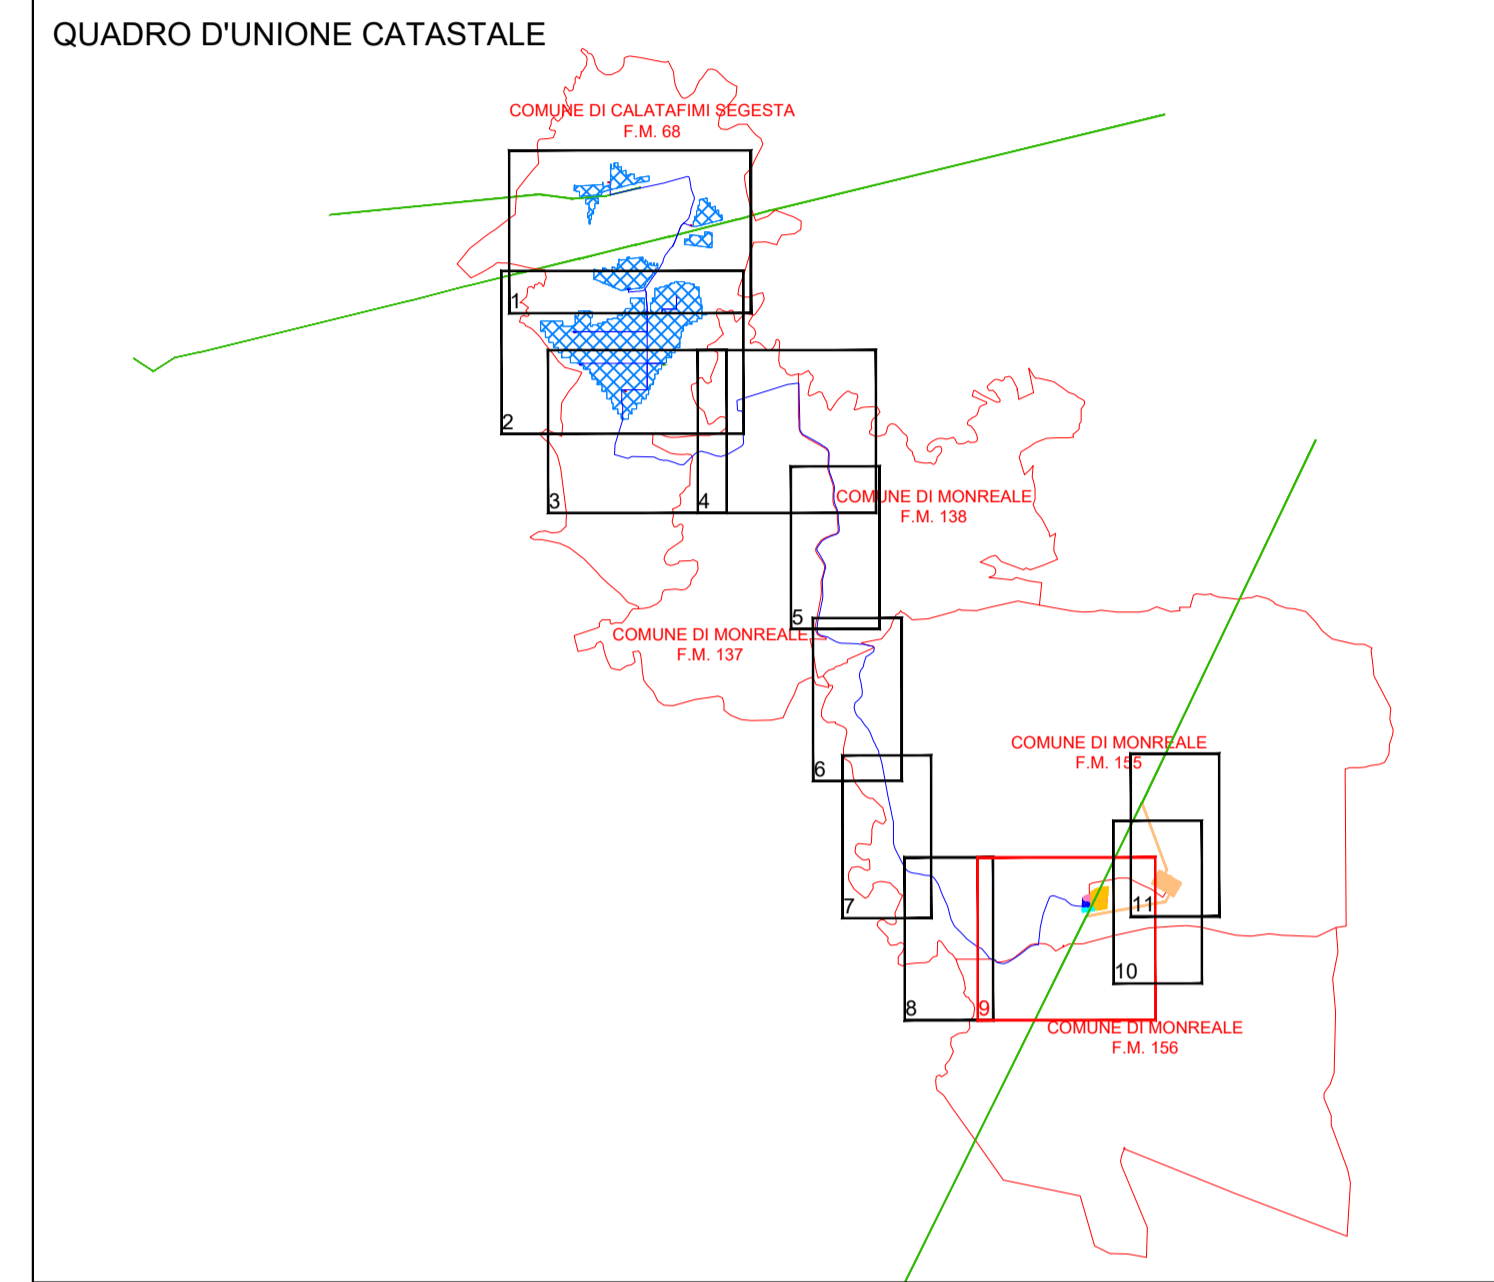 QUADRO D'UNIONE CATASTALE
COMUNE DI CALATAFIMI SEGESTA
F.M. 68
1
2
3
4
COMUNE DI MONREALE
F.M. 138
5
COMUNE DI MONREALE
F.M. 137
6
COMUNE DI MONREALE
F.M. 155
7
11
10
8
9
COMUNE DI MONREALE
F.M. 156